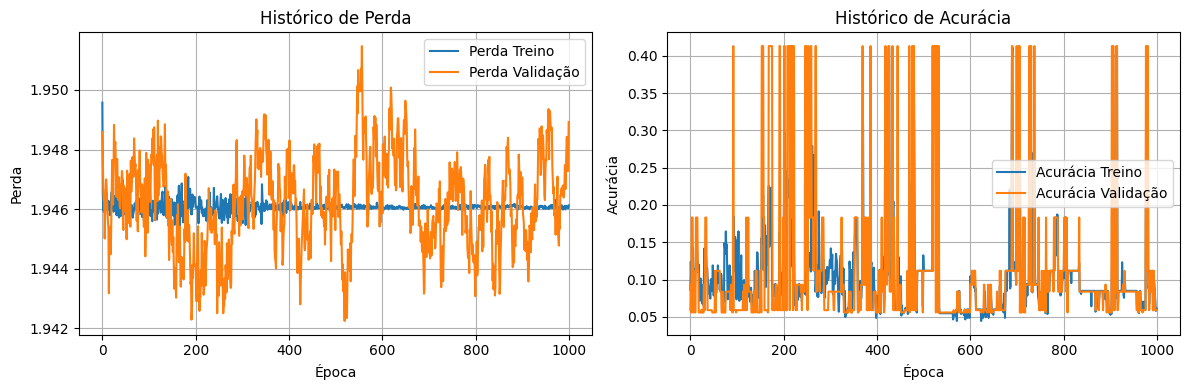 Histórico de Perda
Perda
1.950
1.948
1.946
1.944
1.942
0
200
400
600
800
1000
Época
Perda Treino
Perda Validação
Histórico de Acurácia
Acurácia
0.40
0.35
0.30
0.25
0.20
0.15
0.10
0.05
0
200
400
600
800
1000
Época
Acurácia Treino
Acurácia Validação